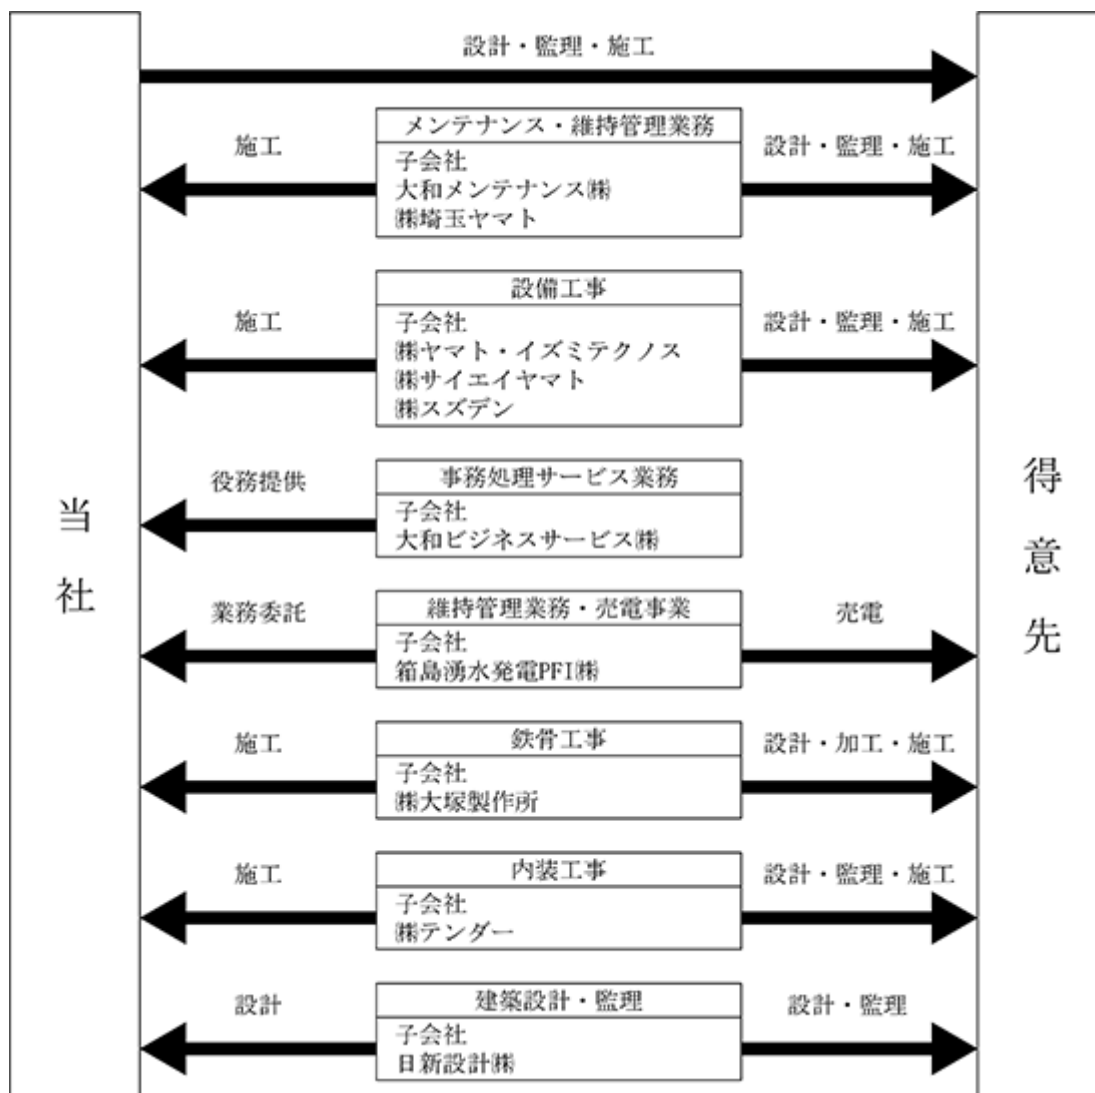 設計・監理・施工
メンテナンス・維持管理業務
施工
設計・監理・施工
子会社
大和メンテナンス㈱
㈱埼玉ヤマト
設備工事
施工
設計・監理・施工
子会社
㈱ヤマト・イズミテクノス
㈱サイエイヤマト
㈱スズデン
当社
得意先
事務処理サービス業務
役務提供
子会社
大和ビジネスサービス㈱
維持管理業務・売電事業
業務委託
売電
子会社
箱島湧水発電PFI㈱
鉄骨工事
施工
設計・加工・施工
子会社
㈱大塚製作所
内装工事
施工
設計・監理・施工
子会社
㈱テンダー
建築設計・監理
設計
設計・監理
子会社
日新設計㈱